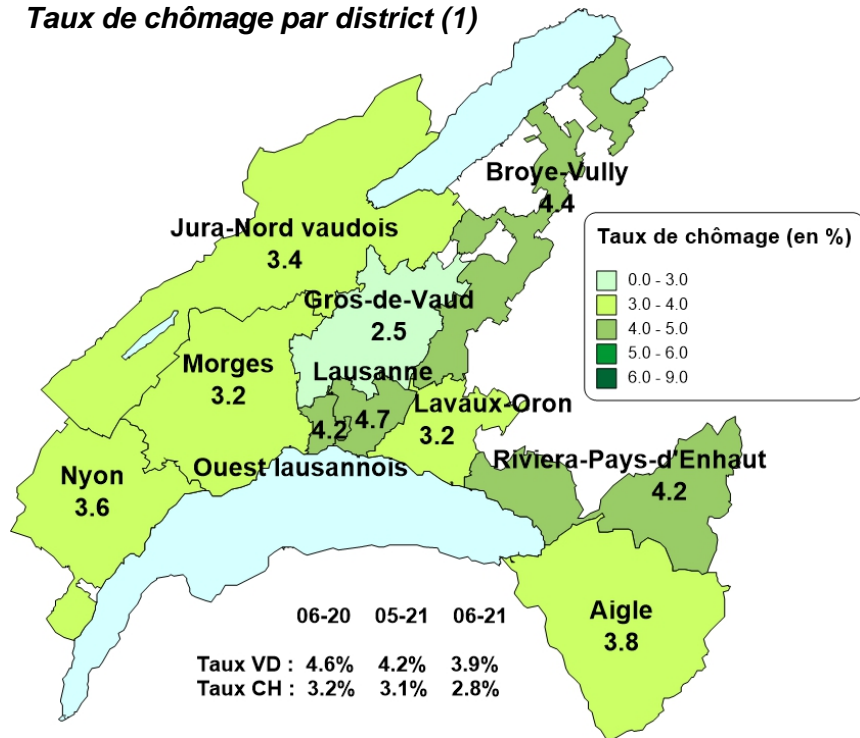 Taux de chômage par district (1)
Broye-Vully
4.4
Jura-Nord vaudois
3.4
Taux de chômage (en %)
0.0 - 3.0
3.0 - 4.0
4.0 - 5.0
5.0 - 6.0
6.0 - 9.0
Gros-de-Vaud
2.5
Morges
3.2
Lausanne
4.7
4.2
Lavaux-Oron
3.2
Ouest lausannois
Riviera-Pays-d'Enhaut
4.2
Nyon
3.6
Aigle
3.8
06-20 05-21 06-21
Taux VD : 4.6% 4.2% 3.9%
Taux CH : 3.2% 3.1% 2.8%